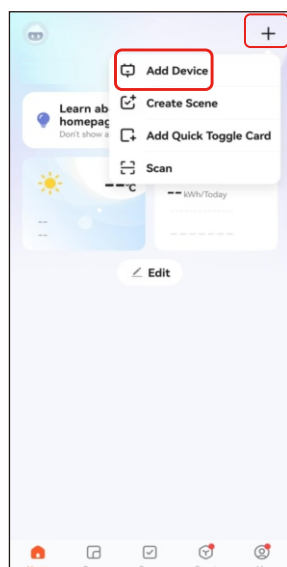 +
Add Device
Create Scene
Add Quick Toggle Card
Scan
Learn ab
homepag
Don't show a
--°C
-- kWh/Today
--
--
-------
Edit